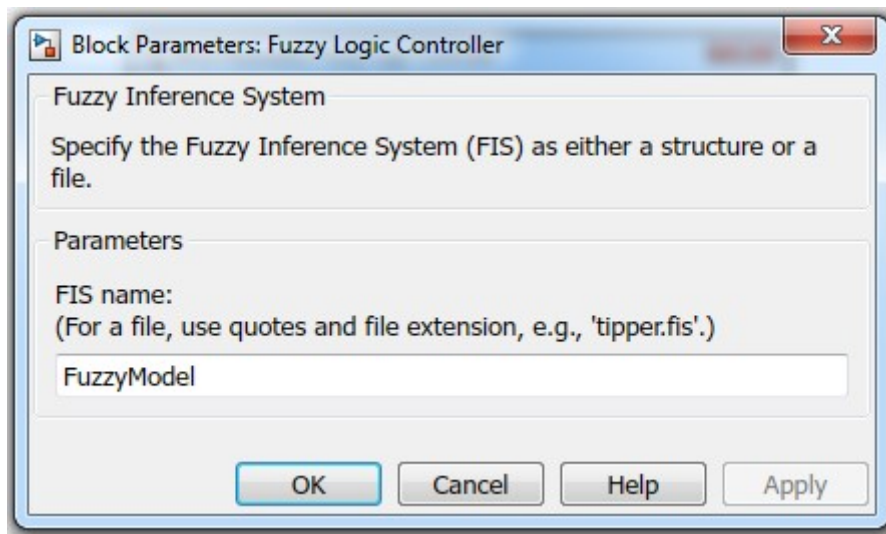 Block Parameters: Fuzzy Logic Controller
Fuzzy Inference System
Specify the Fuzzy Inference System (FIS) as either a structure or a
file.
Parameters
FIS name:
(For a file, use quotes and file extension, e.g., 'tipper.fis'.)
FuzzyModel
OK Cancel Help Apply